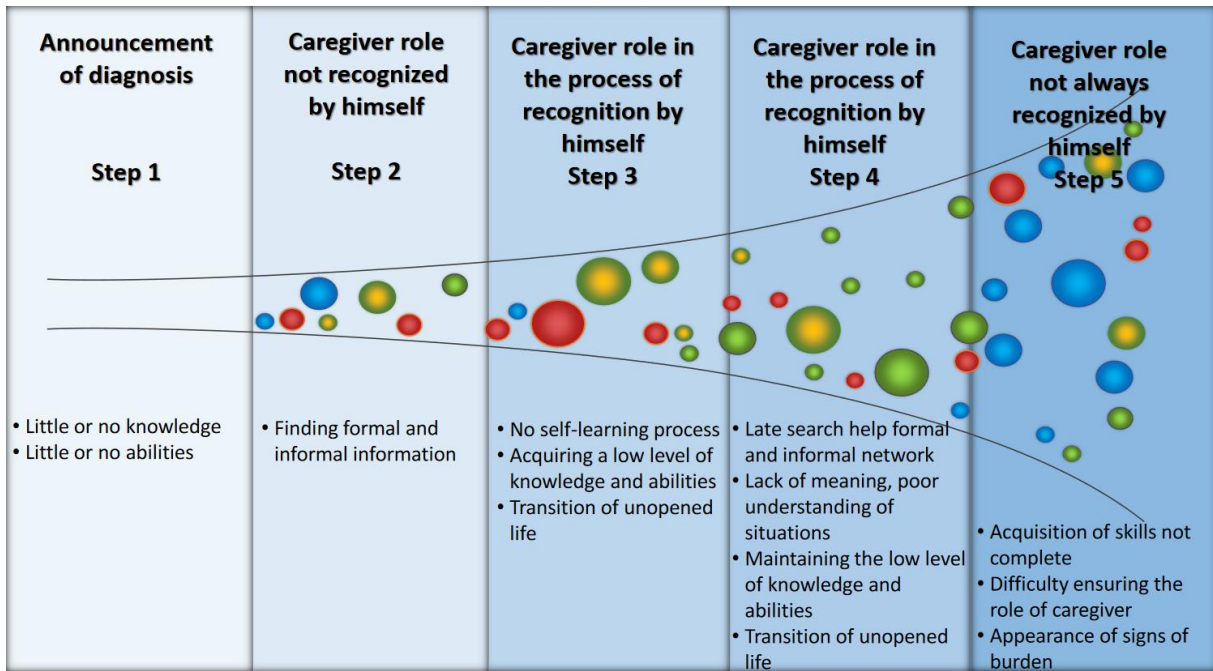 Announcement
of diagnosis
Step 1
• Little or no knowledge
• Little or no abilities
Caregiver role
not recognized
by himself
Step 2
• Finding formal and
informal information
Caregiver role in
the process of
recognition by
himself
Step 3
• No self-learning process
• Acquiring a low level of
knowledge and abilities
• Transition of unopened
life
Caregiver role in
the process of
recognition by
himself
Step 4
• Late search help formal
and informal network
• Lack of meaning, poor
understanding of
situations
• Maintaining the low level
of knowledge and
abilities
• Transition of unopened
life
Caregiver role
not always
recognized by
himself
Step 5
• Acquisition of skills not
complete
• Difficulty ensuring the
role of caregiver
• Appearance of signs of
burden